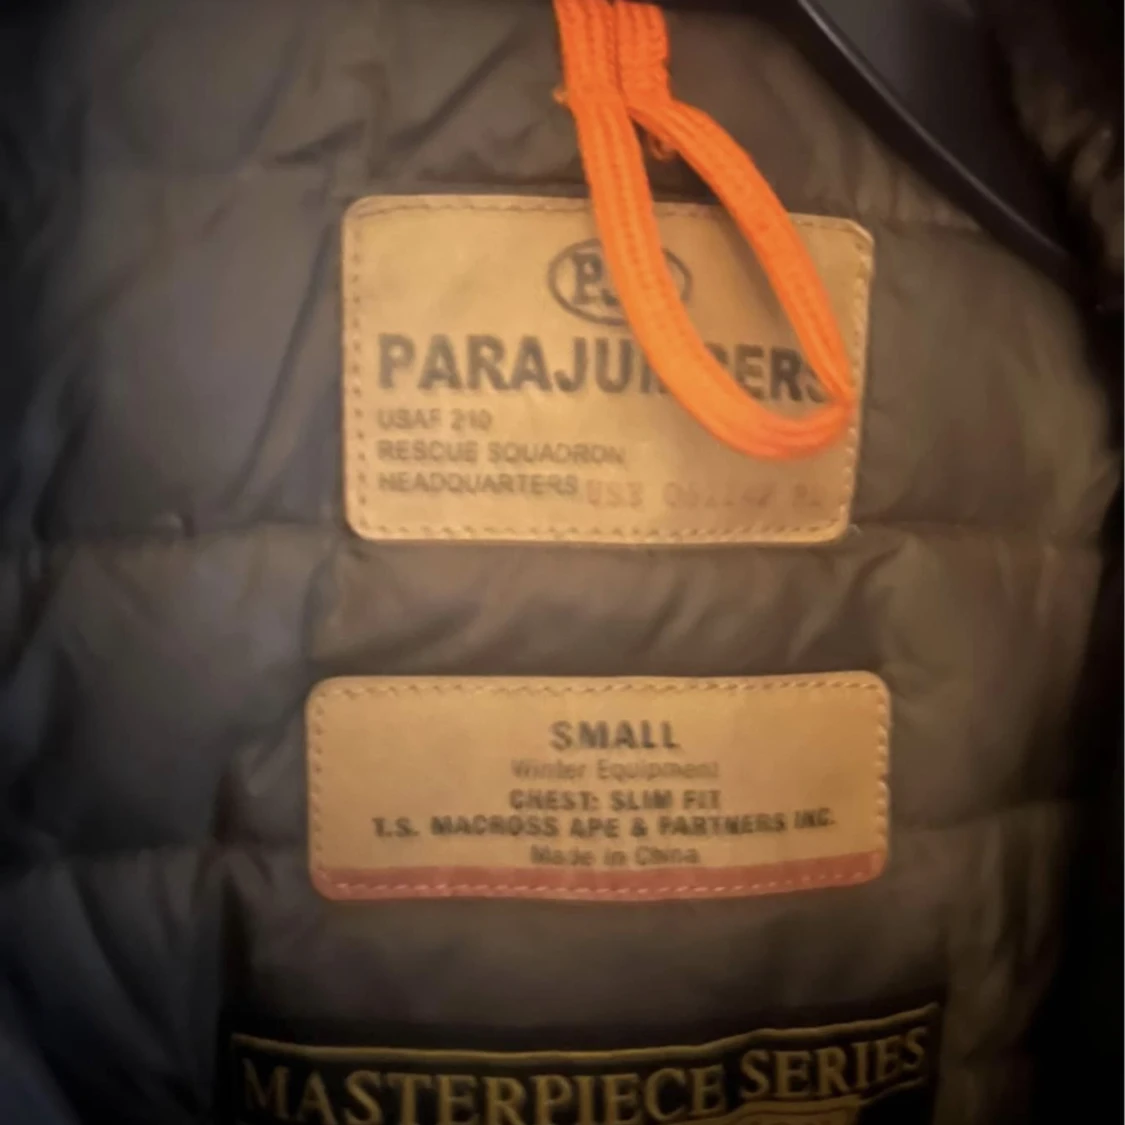 PJS
PARAJUMPERS
USAF 210
RESCUE SQUADRON
HEADQUARTERS USE
SMALL
Winter Equipment
CHEST: SLIM FIT
T.S. MACROSS APE & PARTNERS INC.
Made in China
MASTERPIECE SERIES